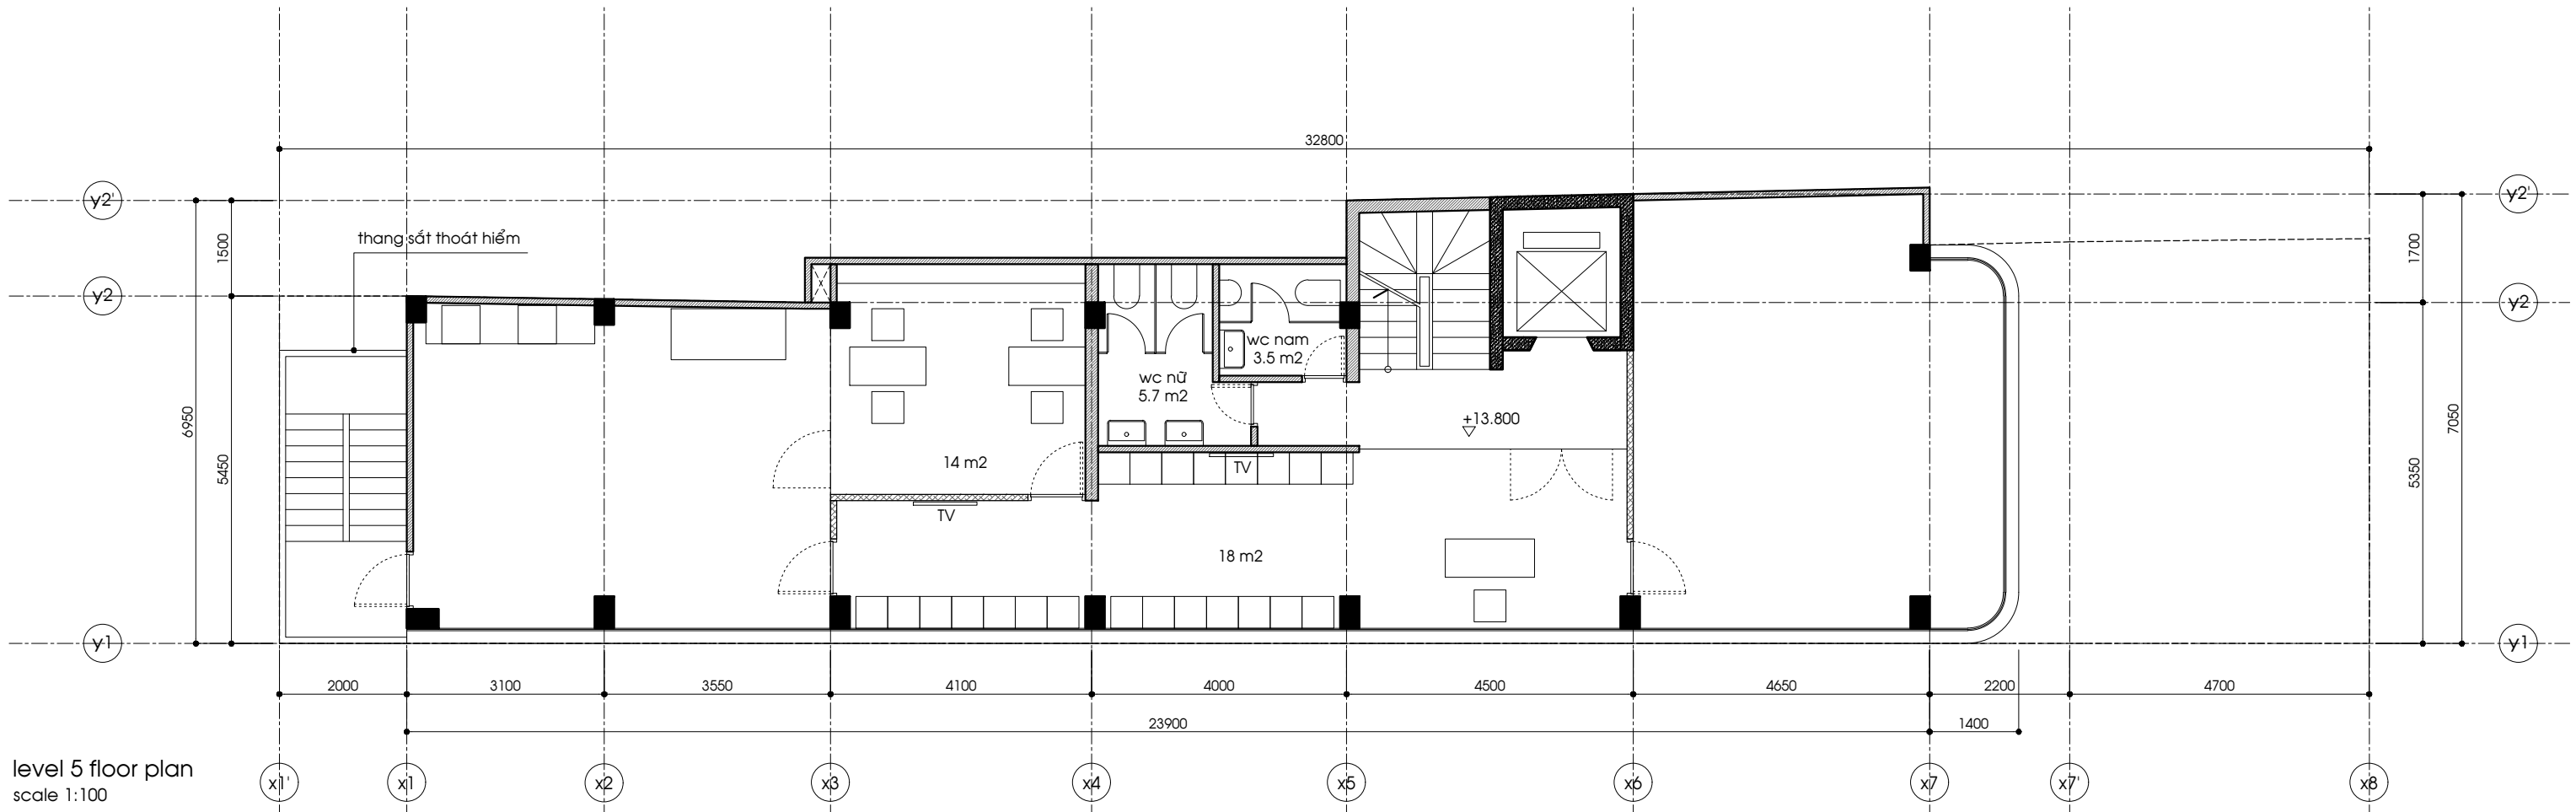 32800
y2'
y2'
thang sắt thoát hiểm
1500
1700
y2
y2
wc nam
3.5 m2
wc nữ
5.7 m2
6950
5450
+13.800
7050
5350
14 m2
TV
TV
18 m2
y1
y1
2000
3100
3550
4100
4000
4500
4650
2200
4700
23900
1400
level 5 floor plan
scale 1:100
x1'
x1
x2
x3
x4
x5
x6
x7
x7'
x8